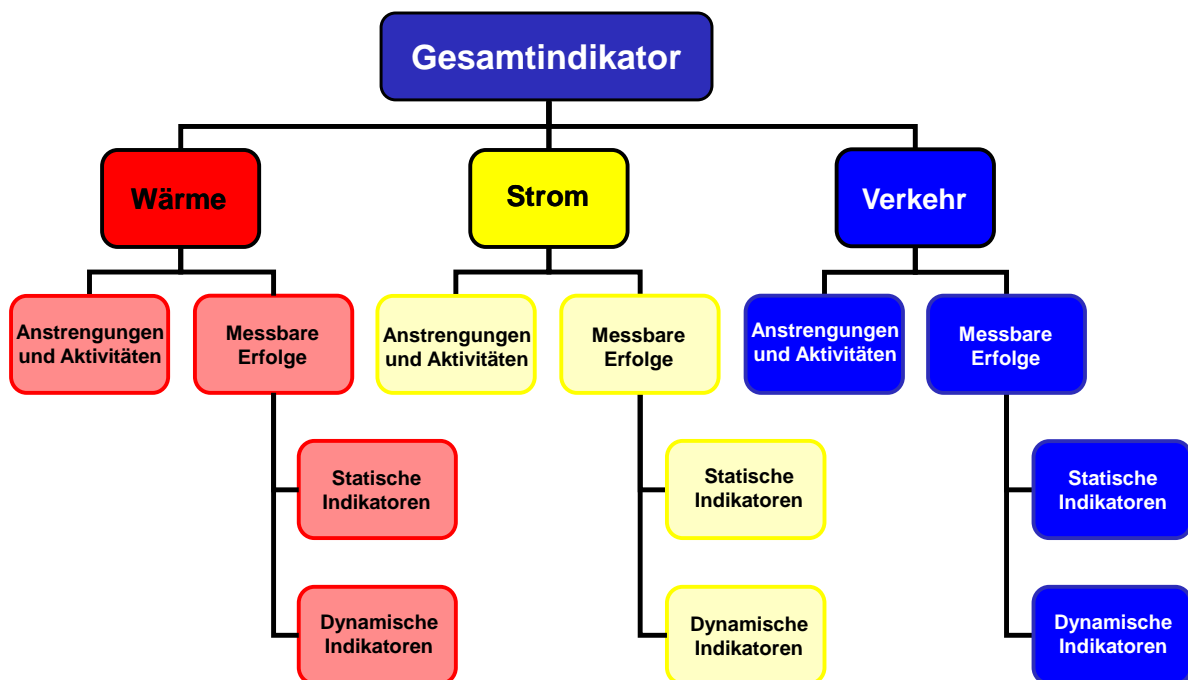 Gesamtindikator
Wärme
Strom
Verkehr
Anstrengungen
und Aktivitäten
Messbare
Erfolge
Anstrengungen
und Aktivitäten
Messbare
Erfolge
Anstrengungen
und Aktivitäten
Messbare
Erfolge
Statische
Indikatoren
Statische
Indikatoren
Statische
Indikatoren
Dynamische
Indikatoren
Dynamische
Indikatoren
Dynamische
Indikatoren